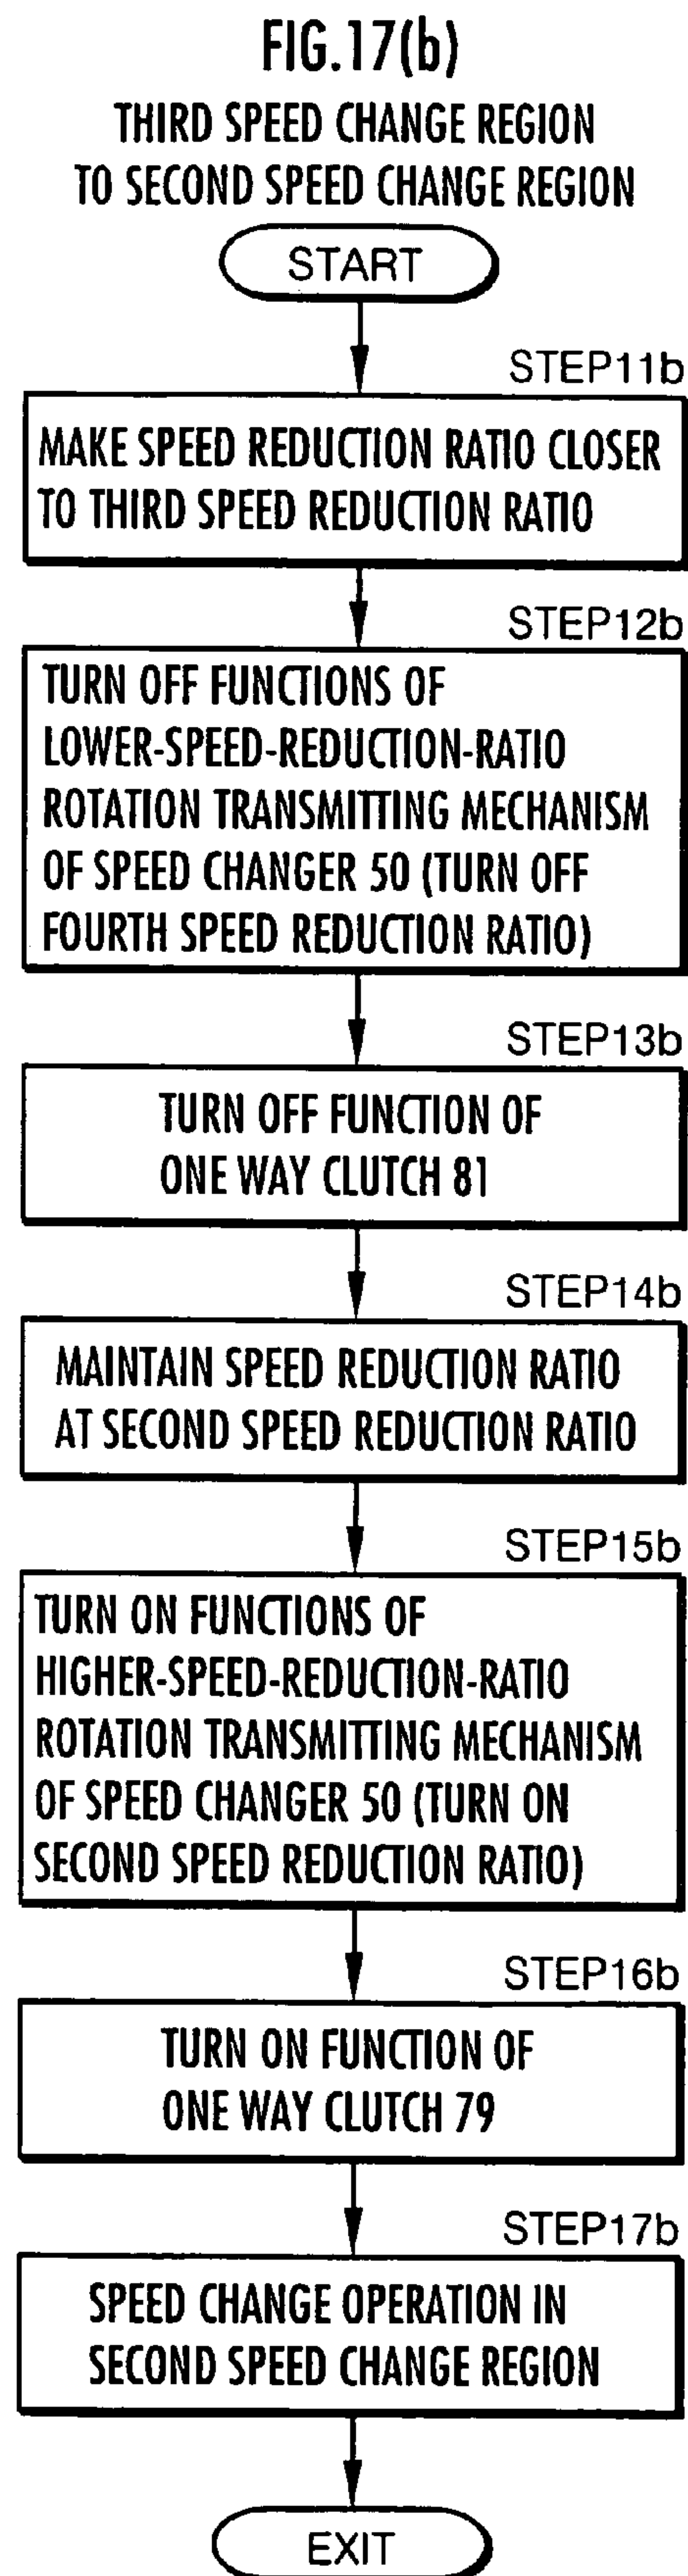 FIG.17(b)
THIRD SPEED CHANGE REGION
TO SECOND SPEED CHANGE REGION
START
STEP11b
MAKE SPEED REDUCTION RATIO CLOSER
TO THIRD SPEED REDUCTION RATIO
STEP12b
TURN OFF FUNCTIONS OF
LOWER-SPEED-REDUCTION-RATIO
ROTATION TRANSMITTING MECHANISM
OF SPEED CHANGER 50 (TURN OFF
FOURTH SPEED REDUCTION RATIO)
STEP13b
TURN OFF FUNCTION OF
ONE WAY CLUTCH 81
STEP14b
MAINTAIN SPEED REDUCTION RATIO
AT SECOND SPEED REDUCTION RATIO
STEP15b
TURN ON FUNCTIONS OF
HIGHER-SPEED-REDUCTION-RATIO
ROTATION TRANSMITTING MECHANISM
OF SPEED CHANGER 50 (TURN ON
SECOND SPEED REDUCTION RATIO)
STEP16b
TURN ON FUNCTION OF
ONE WAY CLUTCH 79
STEP17b
SPEED CHANGE OPERATION IN
SECOND SPEED CHANGE REGION
EXIT